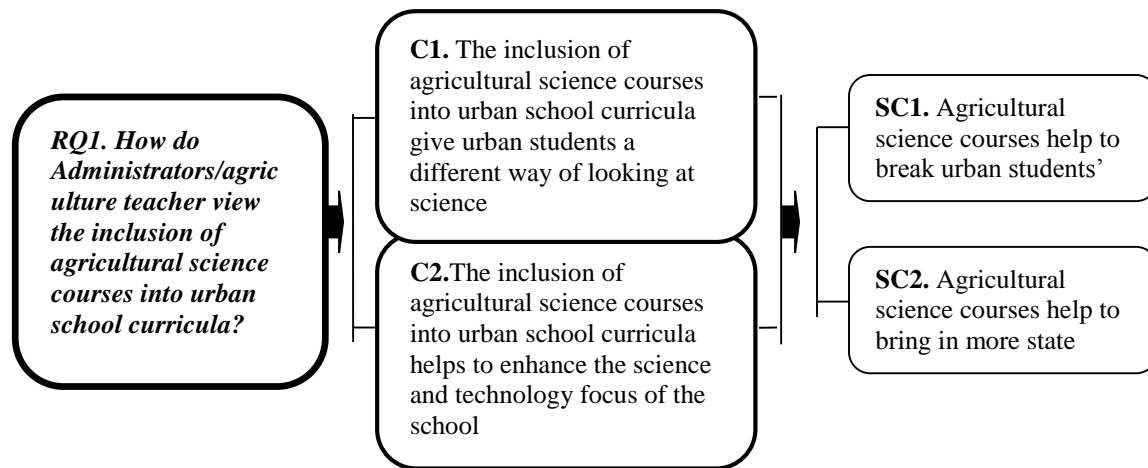 RQ1. How do
Administrators/agric
ulture teacher view
the inclusion of
agricultural science
courses into urban
school curricula?
C1. The inclusion of
agricultural science courses
into urban school curricula
give urban students a
different way of looking at
science
C2.The inclusion of
agricultural science courses
into urban school curricula
helps to enhance the science
and technology focus of the
school
SC1. Agricultural
science courses help to
break urban students’
SC2. Agricultural
science courses help to
bring in more state